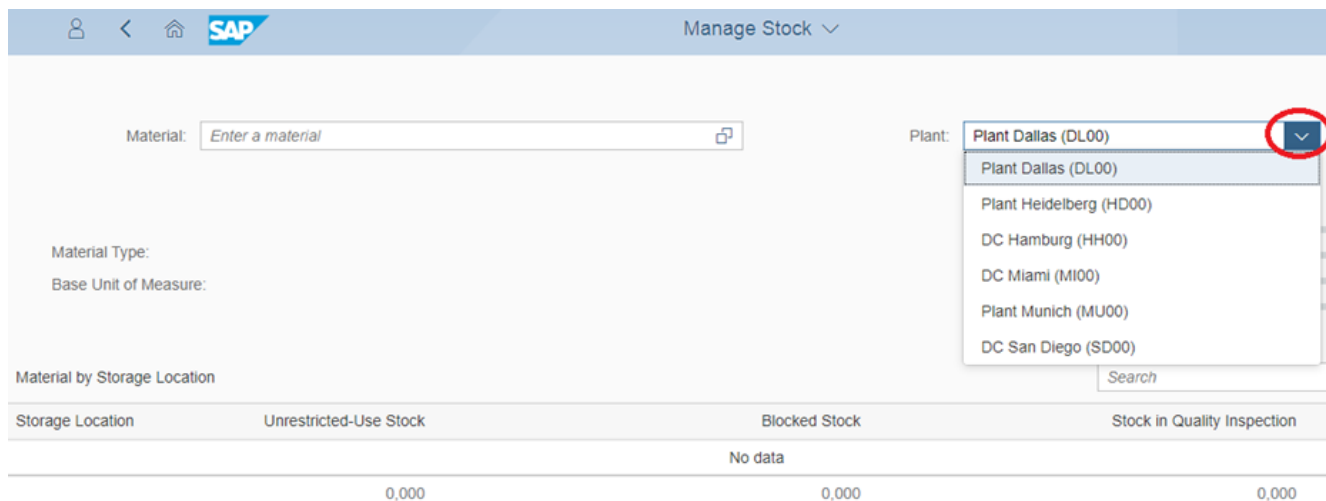 SAP Manage Stock
Material: Enter a material Plant: Plant Dallas (DL00)
Plant Dallas (DL00)
Plant Heidelberg (HD00)
DC Hamburg (HH00)
DC Miami (MI00)
Plant Munich (MU00)
DC San Diego (SD00)
Material Type:
Base Unit of Measure:
Material by Storage Location Search
Storage Location Unrestricted-Use Stock Blocked Stock Stock in Quality Inspection
No data
0,000 0,000 0,000